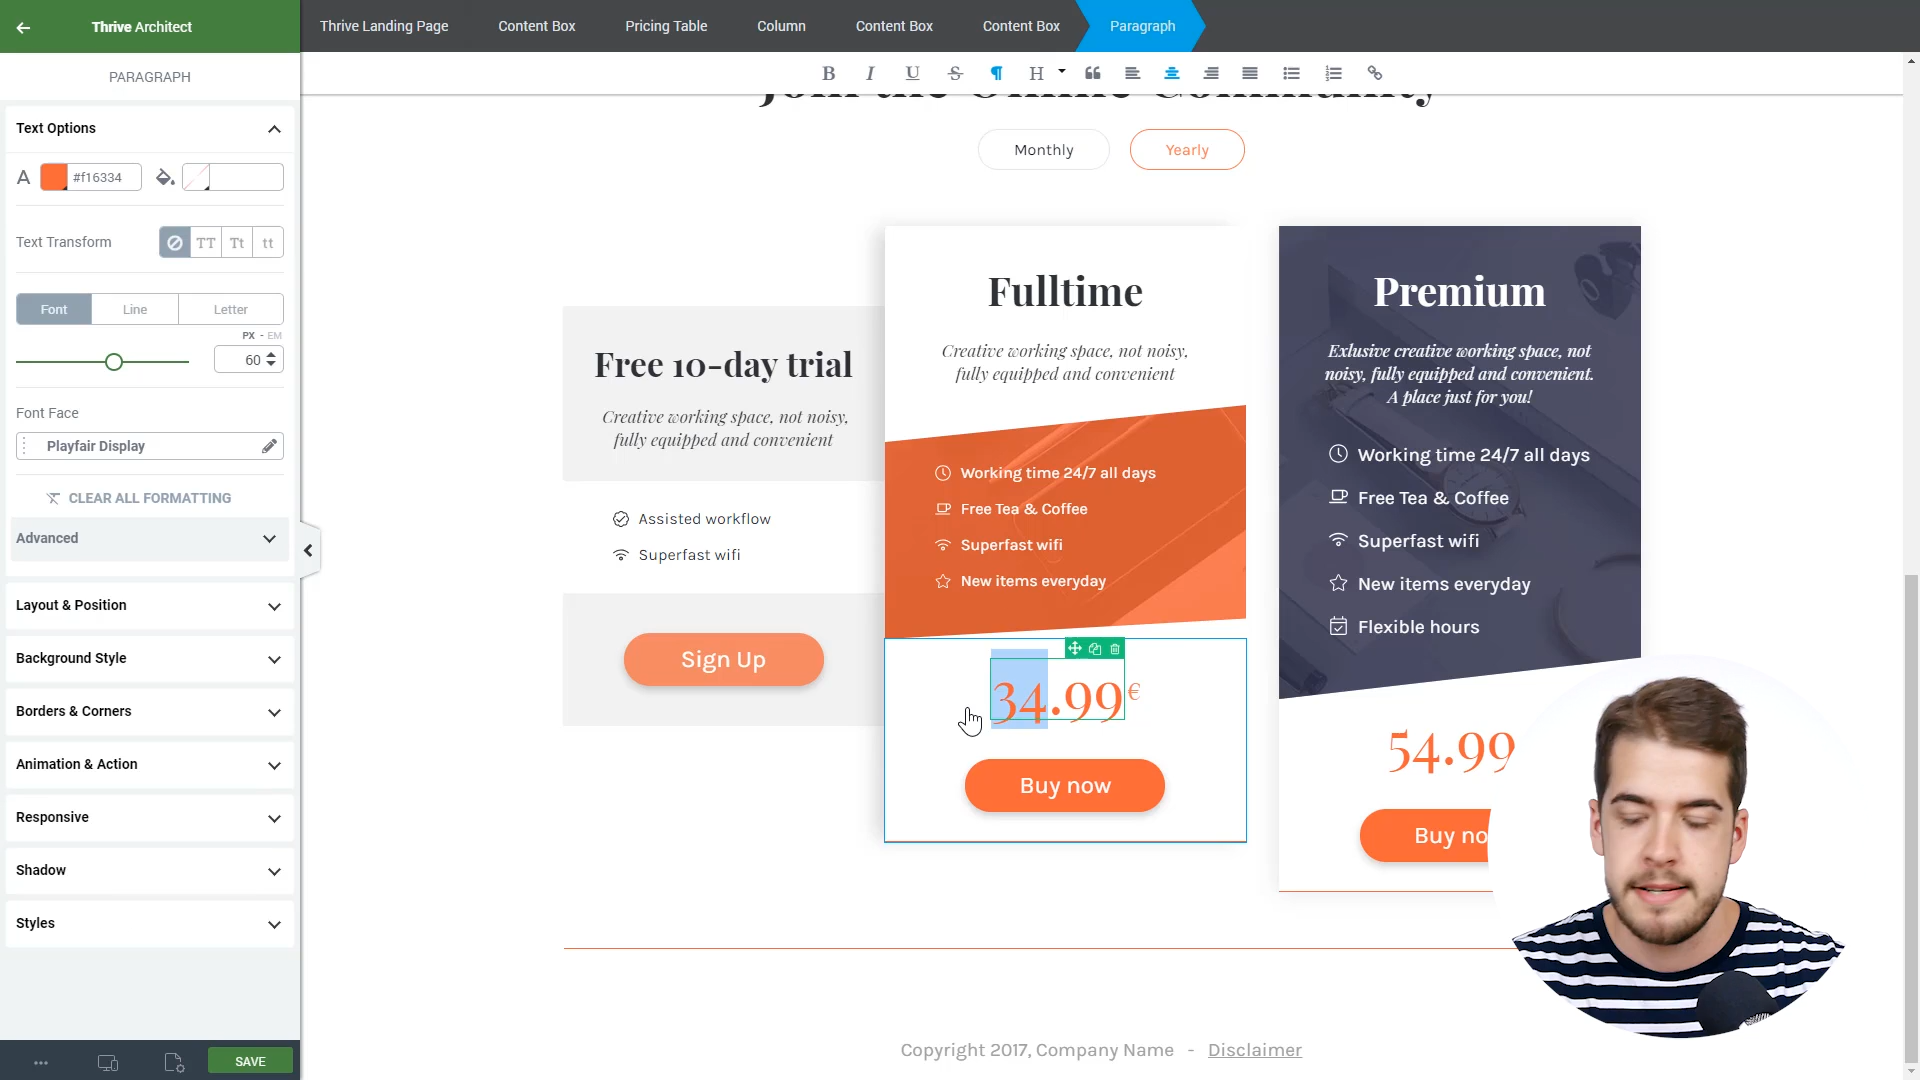 Thrive Architect
Thrive Landing Page
Content Box
Pricing Table
Column
Content Box
Content Box
Paragraph
PARAGRAPH
B I U S ¶ H
Join the Online Community
Text Options
Monthly
Yearly
A
#f16334
Text Transform
TT
Tt
tt
Font
Line
Letter
PX - EM
60
Font Face
Playfair Display
CLEAR ALL FORMATTING
Advanced
Layout & Position
Background Style
Borders & Corners
Animation & Action
Responsive
Shadow
Styles
SAVE
Free 10-day trial
Creative working space, not noisy,
fully equipped and convenient
Assisted workflow
Superfast wifi
Sign Up
Fulltime
Creative working space, not noisy,
fully equipped and convenient
Working time 24/7 all days
Free Tea & Coffee
Superfast wifi
New items everyday
34.99€
Buy now
Premium
Exlusive creative working space, not
noisy, fully equipped and convenient.
A place just for you!
Working time 24/7 all days
Free Tea & Coffee
Superfast wifi
New items everyday
Flexible hours
54.99
Buy no
Copyright 2017, Company Name - Disclaimer